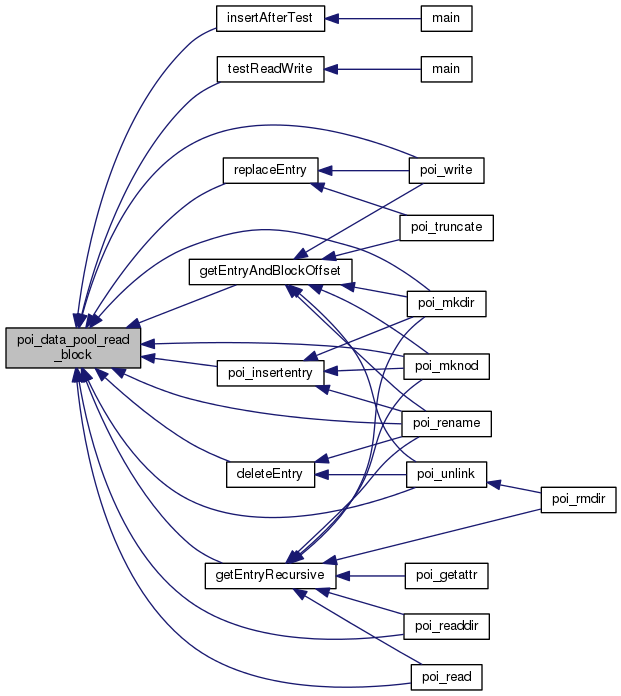 insertAfterTest
main
testReadWrite
main
replaceEntry
poi_write
poi_truncate
getEntryAndBlockOffset
poi_mkdir
poi_data_pool_read
_block
poi_insertentry
poi_mknod
poi_rename
deleteEntry
poi_unlink
poi_rmdir
getEntryRecursive
poi_getattr
poi_readdir
poi_read